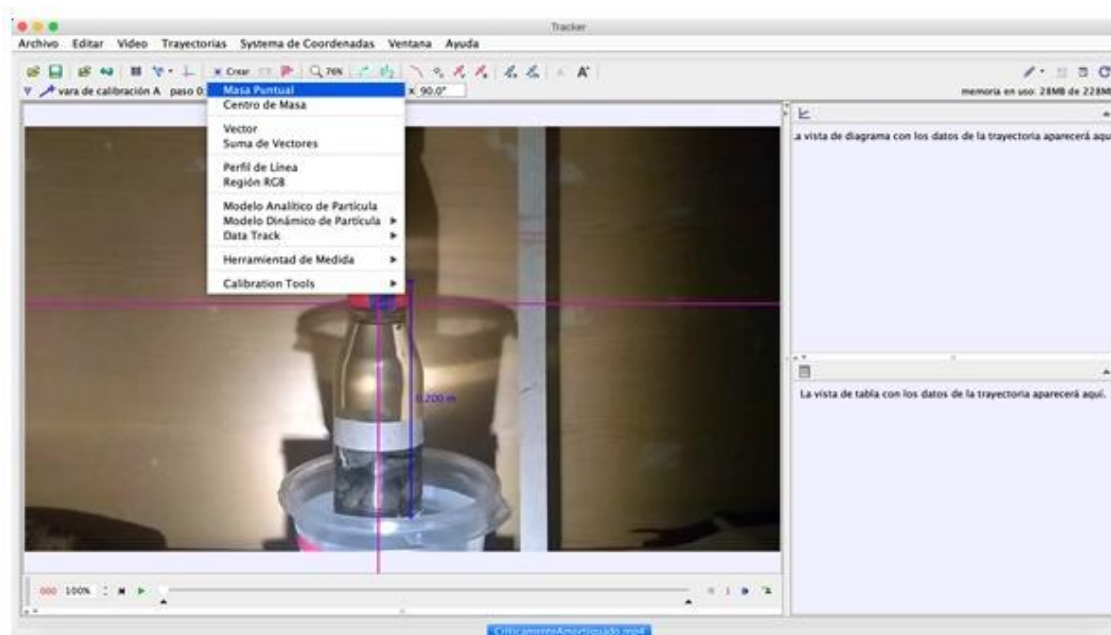 Tracker
Archivo Editar Video Trayectorias Systema de Coordenadas Ventana Ayuda
Crear 76%
vara de calibración A paso 0: 90.0° memoria en uso: 28MB de 228MB
Masa Puntual
Centro de Masa
Vector
Suma de Vectores
Perfil de Línea
Región RGB
Modelo Analítico de Partícula
Modelo Dinámico de Partícula
Data Track
Herramientad de Medida
Calibration Tools
a vista de diagrama con los datos de la trayectoria aparecerá aqu
0.200 m
La vista de tabla con los datos de la trayectoria aparecerá aquí.
000 100% 1
CriticamenteAmortiguado.mp4